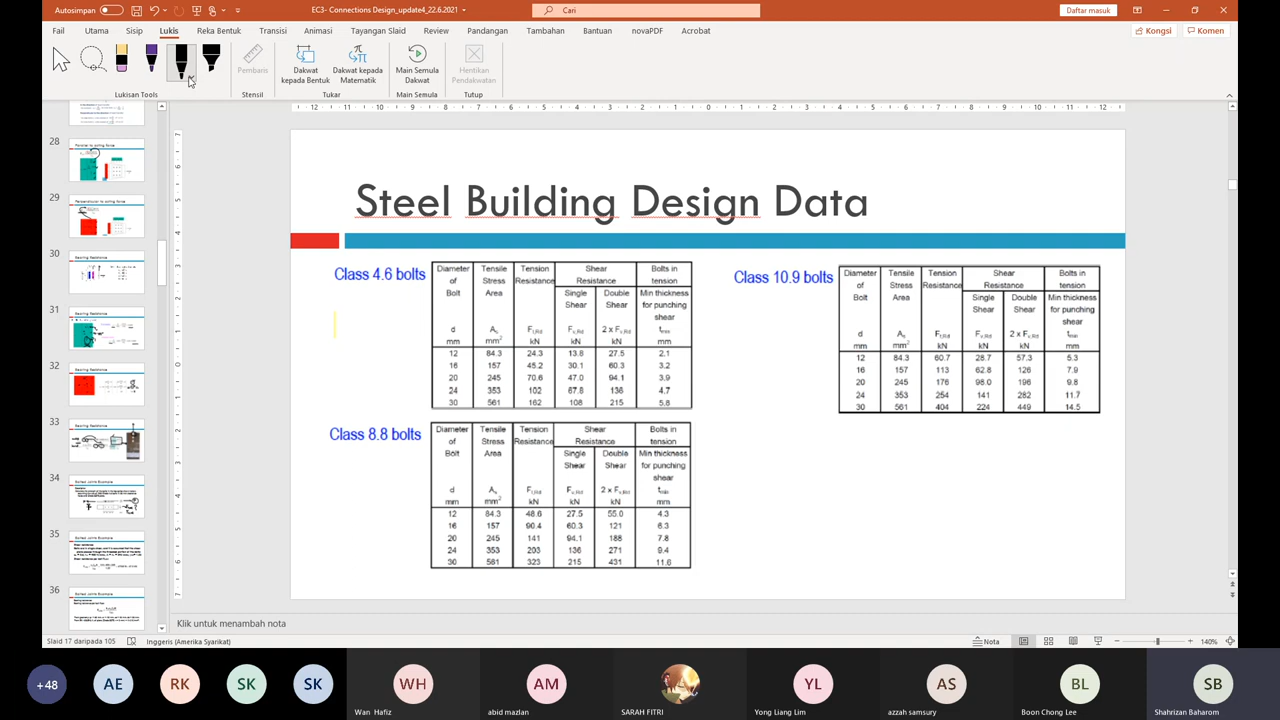 Autosimpan
EC3- Connections Design_update4_22.6.2021
Cari
Daftar masuk
Fail Utama Sisip Lukis Reka Bentuk Transisi Animasi Tayangan Slaid Rekodkan Semak Semula Pandangan Tambahan Bantuan novaPDF Acrobat
Kongsi Komen
Pembaris
Dakwat kepada Bentuk
Dakwat kepada Matematik
Main Semula Dakwat
Hentikan Pendakwatan
Lukisan Tools Stensil Tukar Main Semula Tutup
28
29
30
31
32
33
34
35
36
Steel Building Design Data
Class 4.6 bolts
Diameter of Bolt d mm
Tensile Stress Area As mm2
Tension Resistance Ft,Rd kN
Shear Resistance
Single Shear Fv,Rd kN
Double Shear 2 x Fv,Rd kN
Bolts in tension
Min thickness for punching shear tmin mm
12 84.3 24.3 13.8 27.5 2.1
16 157 45.2 30.1 60.3 3.2
20 245 70.6 47.0 94.1 3.9
24 353 102 67.8 136 4.7
30 561 162 108 215 5.8
Class 8.8 bolts
Diameter of Bolt d mm
Tensile Stress Area As mm2
Tension Resistance Ft,Rd kN
Shear Resistance
Single Shear Fv,Rd kN
Double Shear 2 x Fv,Rd kN
Bolts in tension
Min thickness for punching shear tmin mm
12 84.3 48.6 27.5 55.0 4.3
16 157 90.4 60.3 121 6.3
20 245 141 94.1 188 7.8
24 353 203 136 271 9.4
30 561 323 215 431 11.6
Class 10.9 bolts
Diameter of Bolt d mm
Tensile Stress Area As mm2
Tension Resistance Ft,Rd kN
Shear Resistance
Single Shear Fv,Rd kN
Double Shear 2 x Fv,Rd kN
Bolts in tension
Min thickness for punching shear tmin mm
12 84.3 60.7 28.7 57.3 5.3
16 157 113 62.8 126 7.9
20 245 176 98.0 196 9.8
24 353 254 141 282 11.7
30 561 404 224 449 14.5
Klik untuk menambah nota
Slaid 17 daripada 105 Inggeris (Amerika Syarikat) Nota 140%
+48 AE RK SK SK WH AM YL AS BL SB
Wan Hafiz abid mazlan SARAH FITRI Yong Liang Lim azzah samsury Boon Chong Lee Shahrizan Baharom